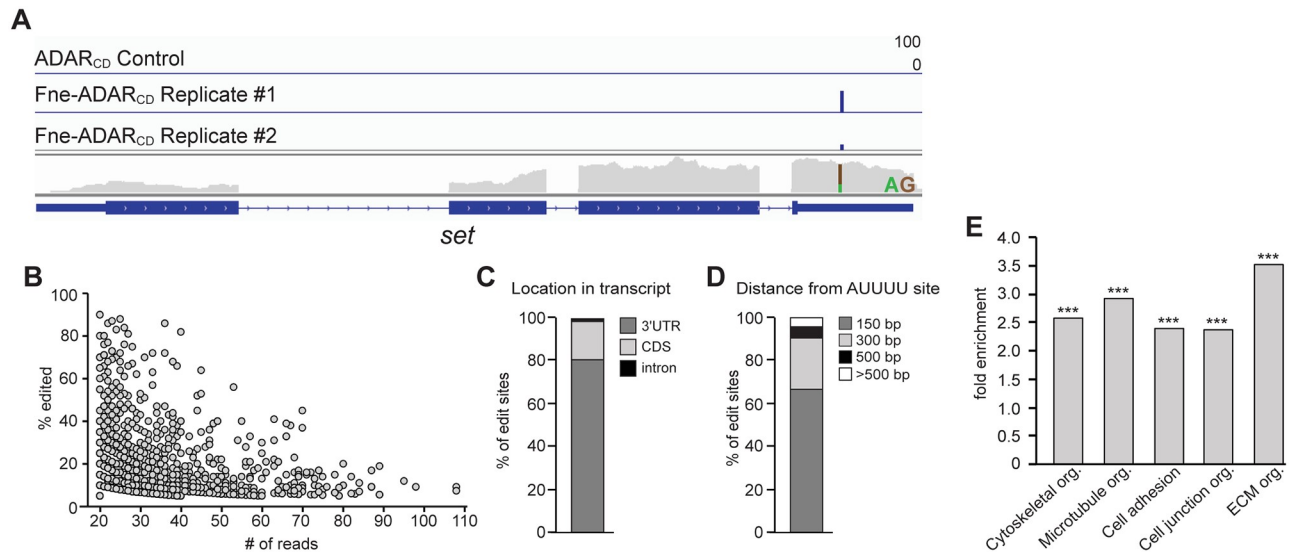 A
ADARCD Control
100
0
Fne-ADARCD Replicate #1
Fne-ADARCD Replicate #2
AG
set
B
100
80
60
40
20
0
% edited
20 30 40 50 60 70 80 90 100 110
# of reads
C
Location in transcript
100
80
60
40
20
0
% of edit sites
3'UTR
CDS
intron
D
Distance from AUUUU site
100
80
60
40
20
0
% of edit sites
150 bp
300 bp
500 bp
>500 bp
E
4.0
3.5
3.0
2.5
2.0
1.5
1.0
0.5
0
fold enrichment
***
***
***
***
***
Cytoskeletal org.
Microtubule org.
Cell adhesion
Cell junction org.
ECM org.